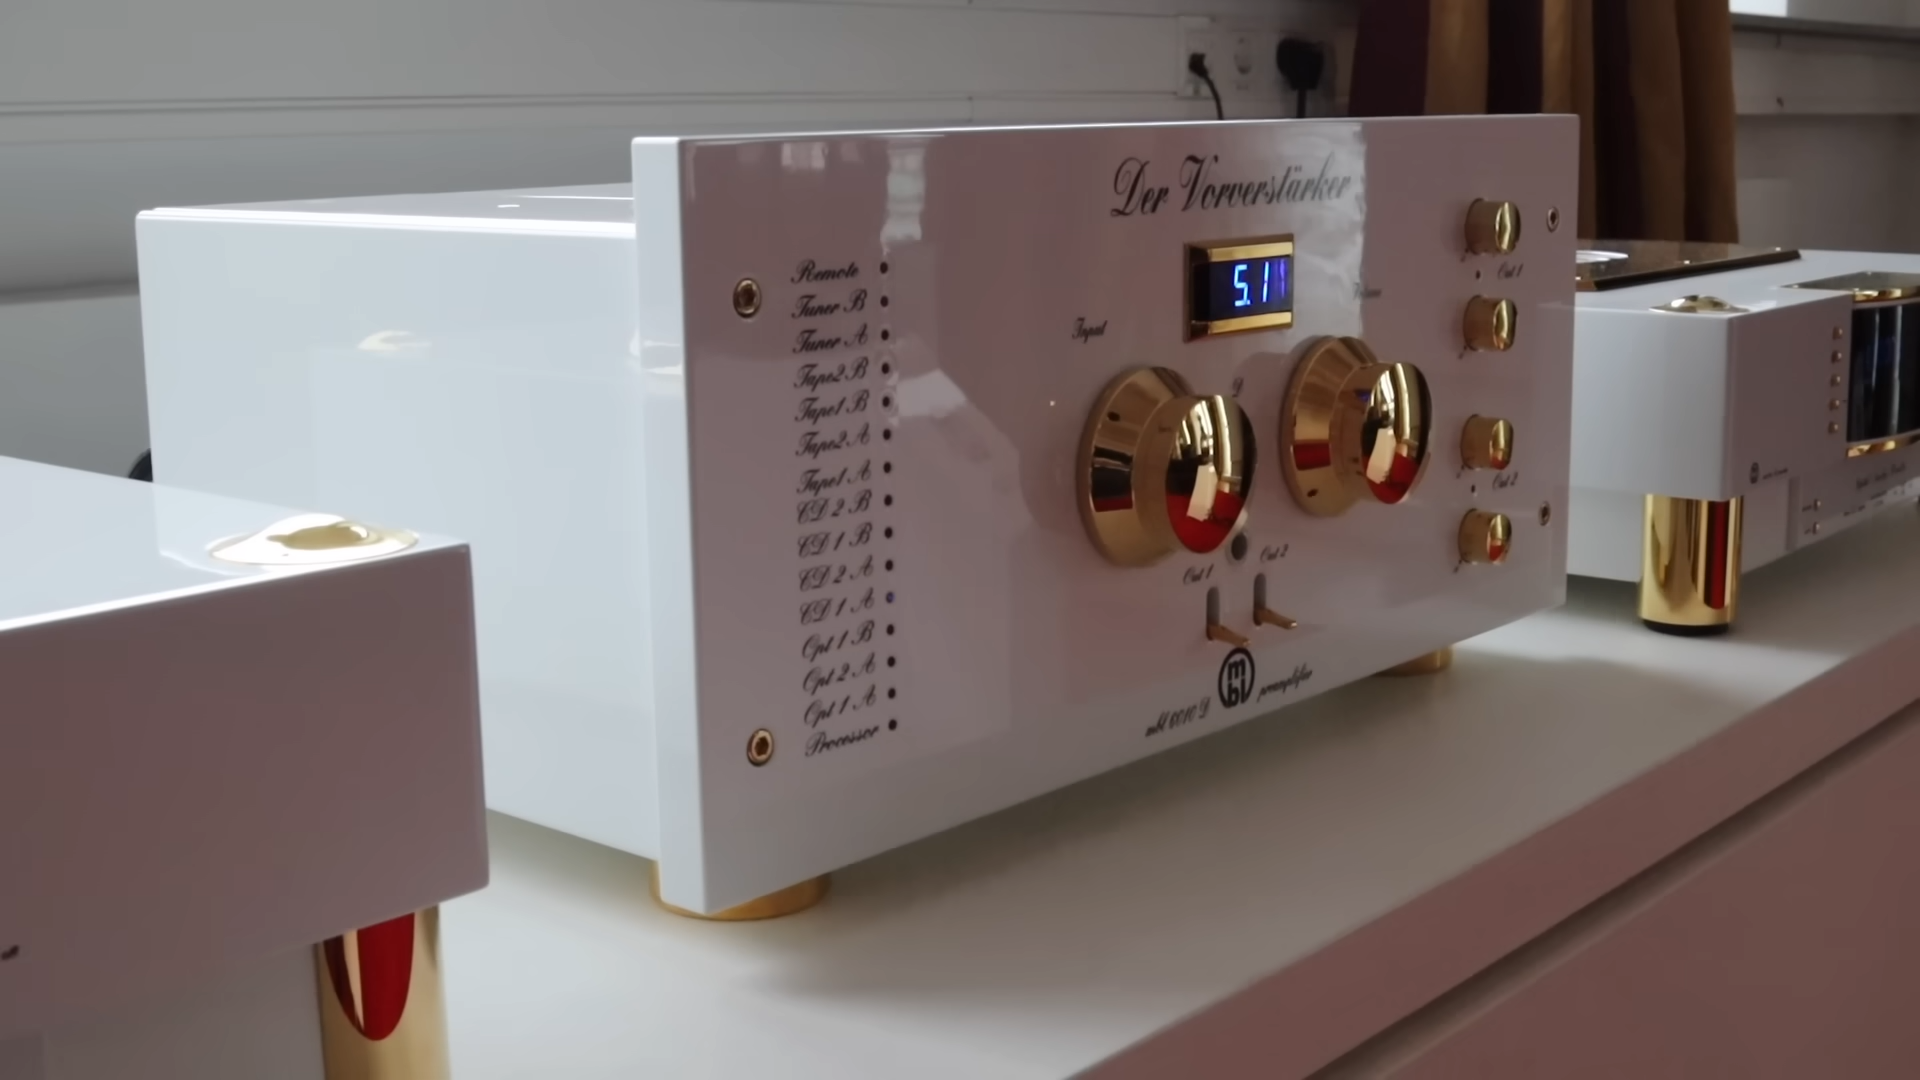 Der Vorverstärker
Remote
Tuner B
Tuner A
Tape2 B
Tape1 B
Tape2 A
Tape1 A
CD 2 B
CD 1 B
CD 2 A
CD 1 A
Opt 1 B
Opt 2 A
Opt 1 A
Processor
5.1
Input
D
Out 1
Out 2
Out 1
Out 2
mbl 6010 D
mbl
preamplifier
off